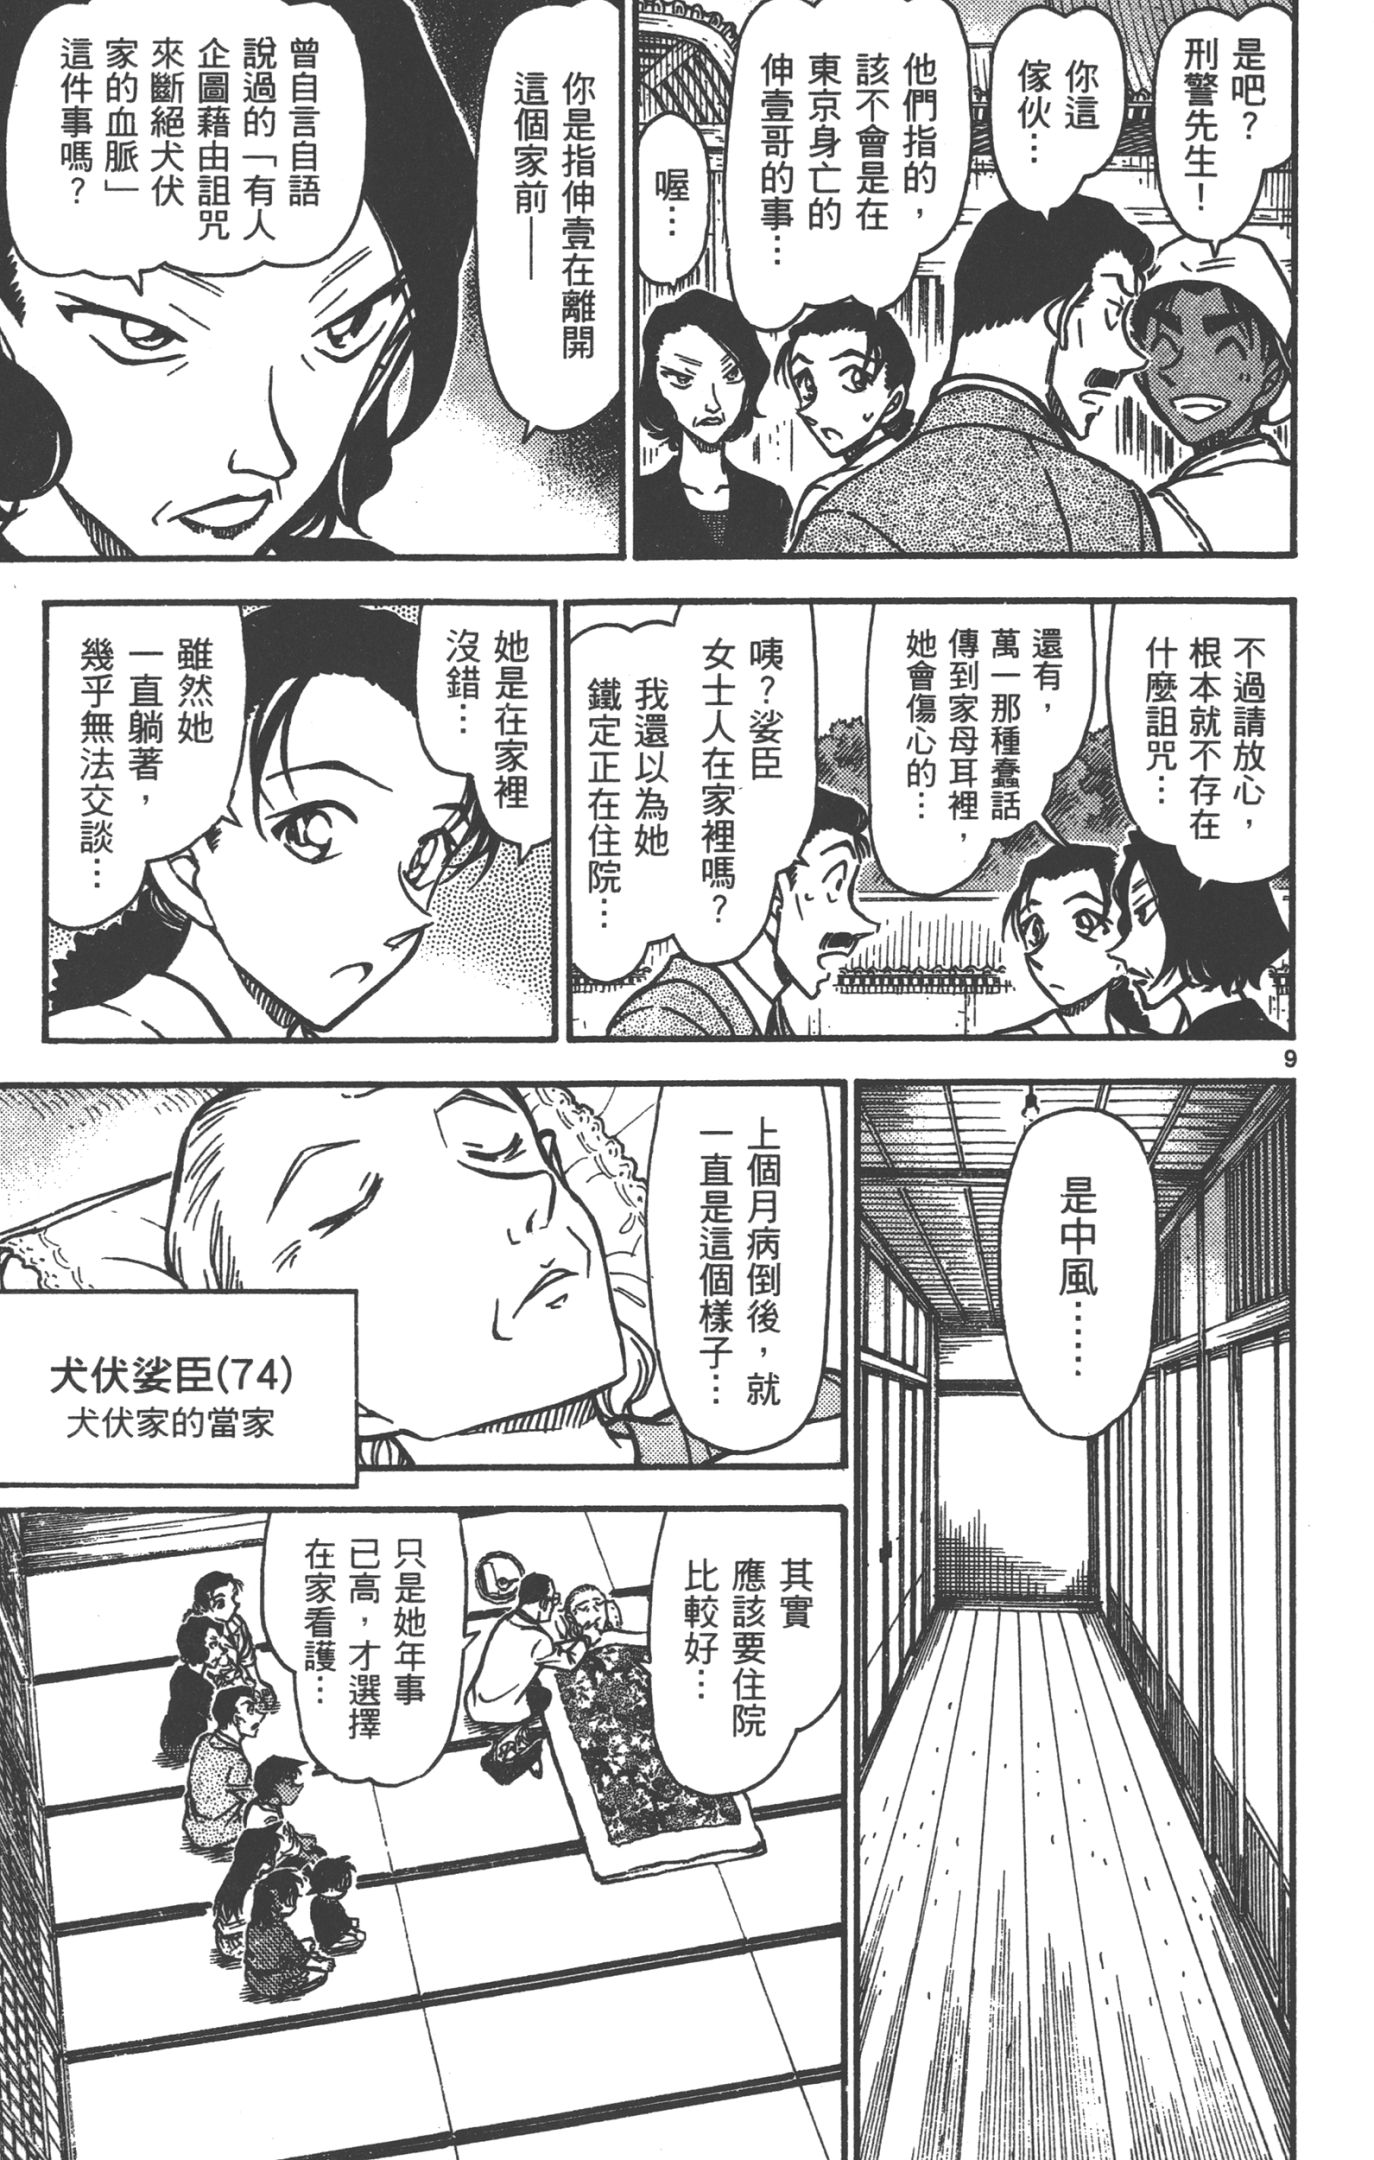 是吧？
刑警先生！
你這
傢伙…
他們指的，
該不會是在
東京身亡的
伸壹哥的事…
喔…
你是指伸壹在離開
這個家前——
曾自言自語
說過的「有人
企圖藉由詛咒
來斷絕犬伏
家的血脈」
這件事嗎？
不過請放心，
根本就不存在
什麼詛咒…
還有，
萬一那種蠢話
傳到家母耳裡，
她會傷心的…
咦？娑臣
女士人在家裡嗎？
我還以為她
鐵定正在住院…
她是在家裡
沒錯…
雖然她
一直躺著，
幾乎無法交談…
9
是中風……
上個月病倒後，就
一直是這個樣子…
犬伏娑臣(74)
犬伏家的當家
其實
應該要住院
比較好…
只是她年事
已高，才選擇
在家看護…